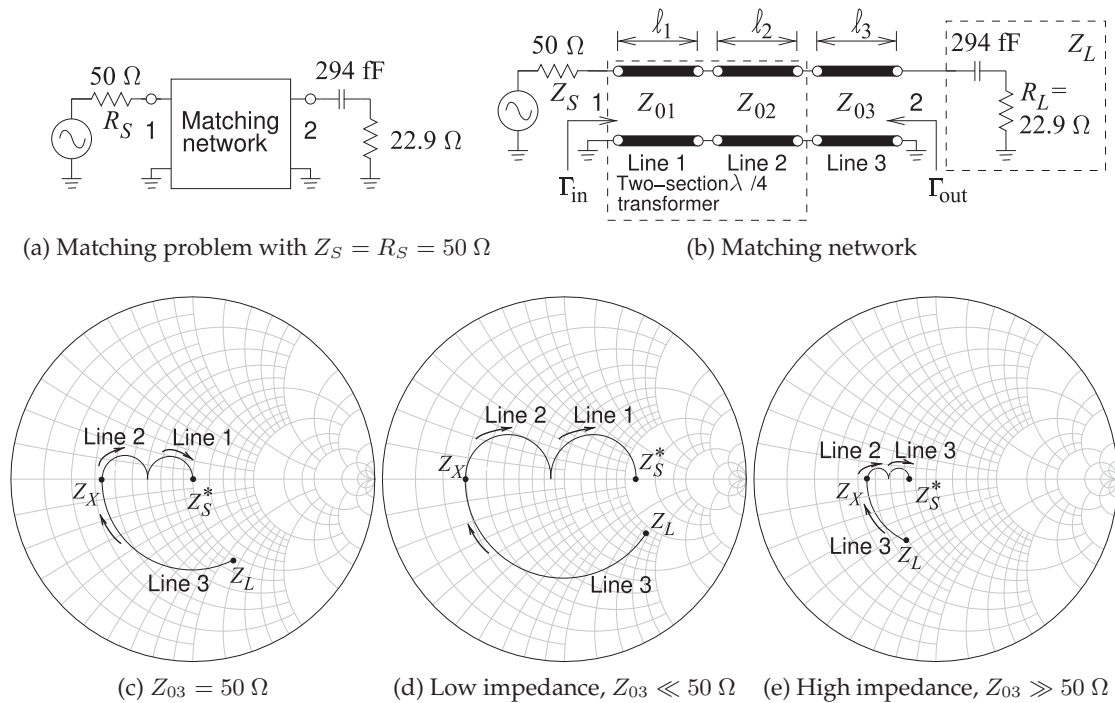 50 Ω
R_S
1
Matching
network
2
294 fF
22.9 Ω
(a) Matching problem with Z_S = R_S = 50 Ω
ℓ_1
ℓ_2
ℓ_3
50 Ω
Z_S
1
Z_01
Z_02
Z_03
2
294 fF
Z_L
R_L =
22.9 Ω
Line 1
Line 2
Line 3
Γ_in
Two-section λ /4
transformer
Γ_out
(b) Matching network
Line 2
Line 1
Z_X
Z_S^*
Z_L
Line 3
(c) Z_03 = 50 Ω
Line 2
Line 1
Z_X
Z_S^*
Z_L
Line 3
(d) Low impedance, Z_03 ≪ 50 Ω
Line 2
Line 3
Z_X
Z_S^*
Line 3
Z_L
(e) High impedance, Z_03 ≫ 50 Ω